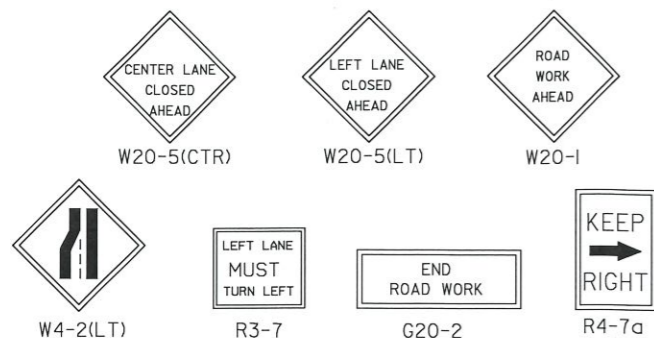 CENTER LANE
CLOSED
AHEAD
W20-5(CTR)
LEFT LANE
CLOSED
AHEAD
W20-5(LT)
ROAD
WORK
AHEAD
W20-1
W4-2(LT)
LEFT LANE
MUST
TURN LEFT
R3-7
END
ROAD WORK
G20-2
KEEP
RIGHT
R4-7a